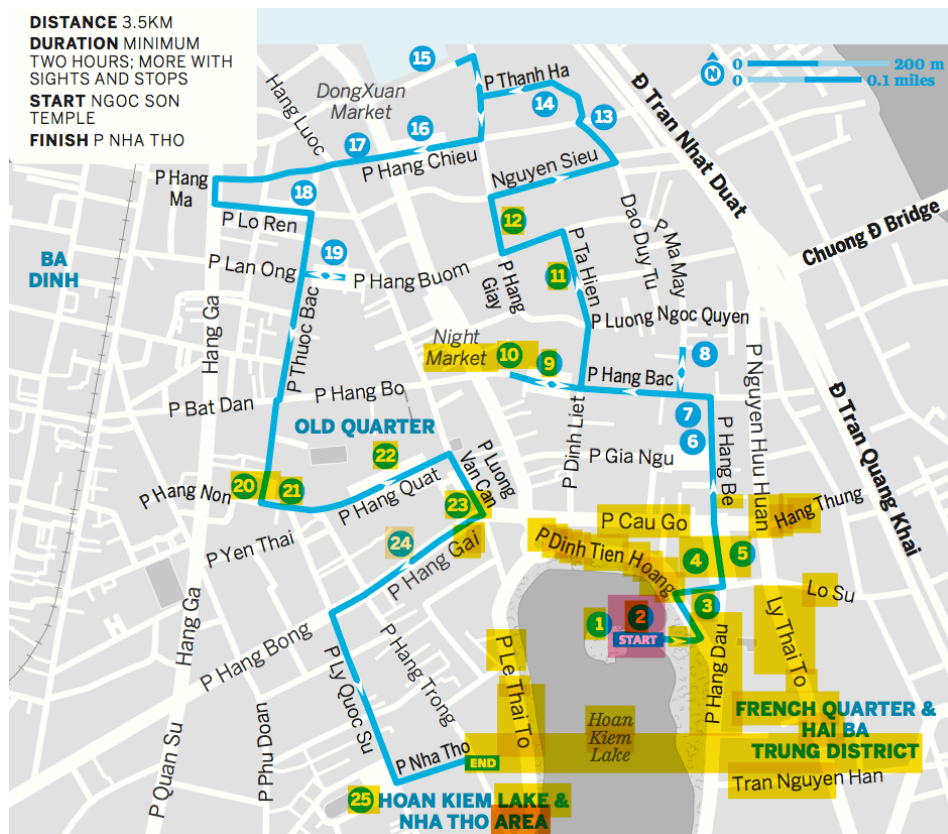 DISTANCE 3.5KM
DURATION MINIMUM
TWO HOURS; MORE WITH
SIGHTS AND STOPS
START NGOC SON
TEMPLE
FINISH P NHA THO
N
0 200 m
0 0.1 miles
15
DongXuan
Market
P Thanh Ha
14
13
Hang Luoc
16
17
P Hang Chieu
Nguyen Sieu
Đ Tran Nhat Duat
P Hang
Ma
18
P Lo Ren
12
Dao Duy Tu
P Ma May
Chuong Đ Bridge
BA
DINH
P Lan Ong
19
P Hang Buom
P Hang
Giay
11
P Ta Hien
Hang Ga
P Thuoc Bac
P Luong Ngoc Quyen
Night
Market
10
9
8
P Hang Bac
P Nguyen Huu Huan
P Bat Dan
P Hang Bo
P Dinh Liet
7
6
P Hang Be
Đ Tran Quang Khai
OLD QUARTER
22
P Luong
Van Can
P Gia Ngu
P Hang Non
20
21
P Hang Quat
23
P Cau Go
Hang Thung
P Yen Thai
24
P Hang Gai
P Dinh Tien Hoang
4
5
Lo Su
Hang Ga
1
2
START
3
P Hang Dau
Ly Thai To
P Hang Bong
P Ly Quoc Su
P Hang Trong
P Le Thai To
P Quan Su
P Phu Doan
P Nha Tho
END
Hoan
Kiem
Lake
FRENCH QUARTER &
HAI BA
TRUNG DISTRICT
Tran Nguyen Han
25
HOAN KIEM LAKE &
NHA THO AREA